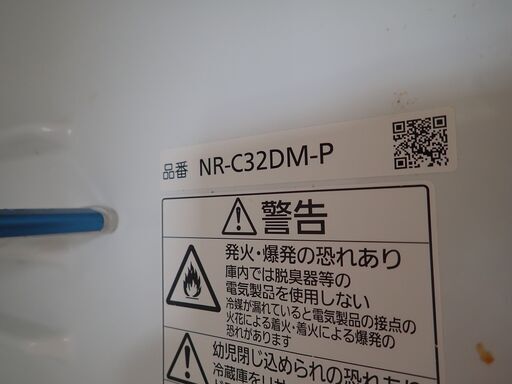 品番 NR-C32DM-P
警告
発火・爆発の恐れあり
庫内では脱臭器等の
電気製品を使用しない
冷媒が漏れていると電気製品の接点の
火花による着火・着火による爆発の
恐れがあります
幼児閉じ込められの恐れあり